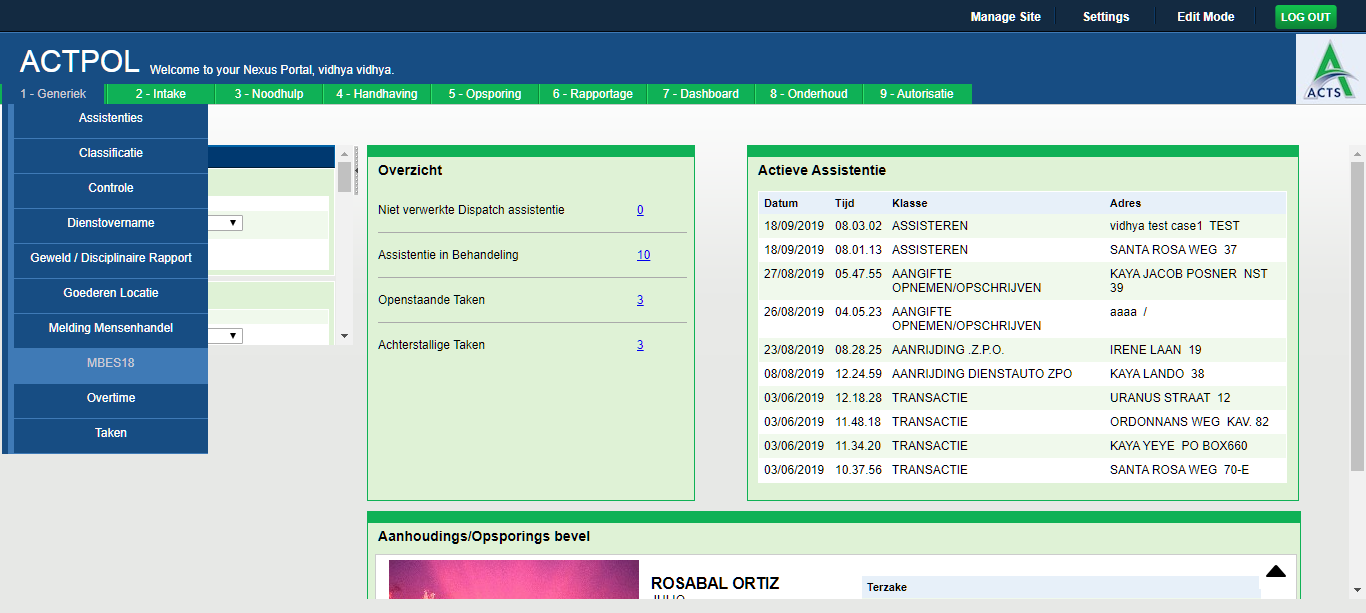 Manage Site
Settings
Edit Mode
LOG OUT
ACTPOL Welcome to your Nexus Portal, vidhya vidhya.
ACTS
1 - Generiek
2 - Intake
3 - Noodhulp
4 - Handhaving
5 - Opsporing
6 - Rapportage
7 - Dashboard
8 - Onderhoud
9 - Autorisatie
Assistenties
Classificatie
Controle
Dienstovername
Geweld / Disciplinaire Rapport
Goederen Locatie
Melding Mensenhandel
MBES18
Overtime
Taken
Overzicht
Niet verwerkte Dispatch assistentie 0
Assistentie in Behandeling 10
Openstaande Taken 3
Achterstallige Taken 3
Actieve Assistentie
Datum Tijd Klasse Adres
18/09/2019 08.03.02 ASSISTEREN vidhya test case1 TEST
18/09/2019 08.01.13 ASSISTEREN SANTA ROSA WEG 37
27/08/2019 05.47.55 AANGIFTE KAYA JACOB POSNER NST
OPNEMEN/OPSCHRIJVEN 39
26/08/2019 04.05.23 AANGIFTE aaaa /
OPNEMEN/OPSCHRIJVEN
23/08/2019 08.28.25 AANRIJDING .Z.P.O. IRENE LAAN 19
08/08/2019 12.24.59 AANRIJDING DIENSTAUTO ZPO KAYA LANDO 38
03/06/2019 12.18.28 TRANSACTIE URANUS STRAAT 12
03/06/2019 11.48.18 TRANSACTIE ORDONNANS WEG KAV. 82
03/06/2019 11.34.20 TRANSACTIE KAYA YEYE PO BOX660
03/06/2019 10.37.56 TRANSACTIE SANTA ROSA WEG 70-E
Aanhoudings/Opsporings bevel
ROSABAL ORTIZ
Terzake